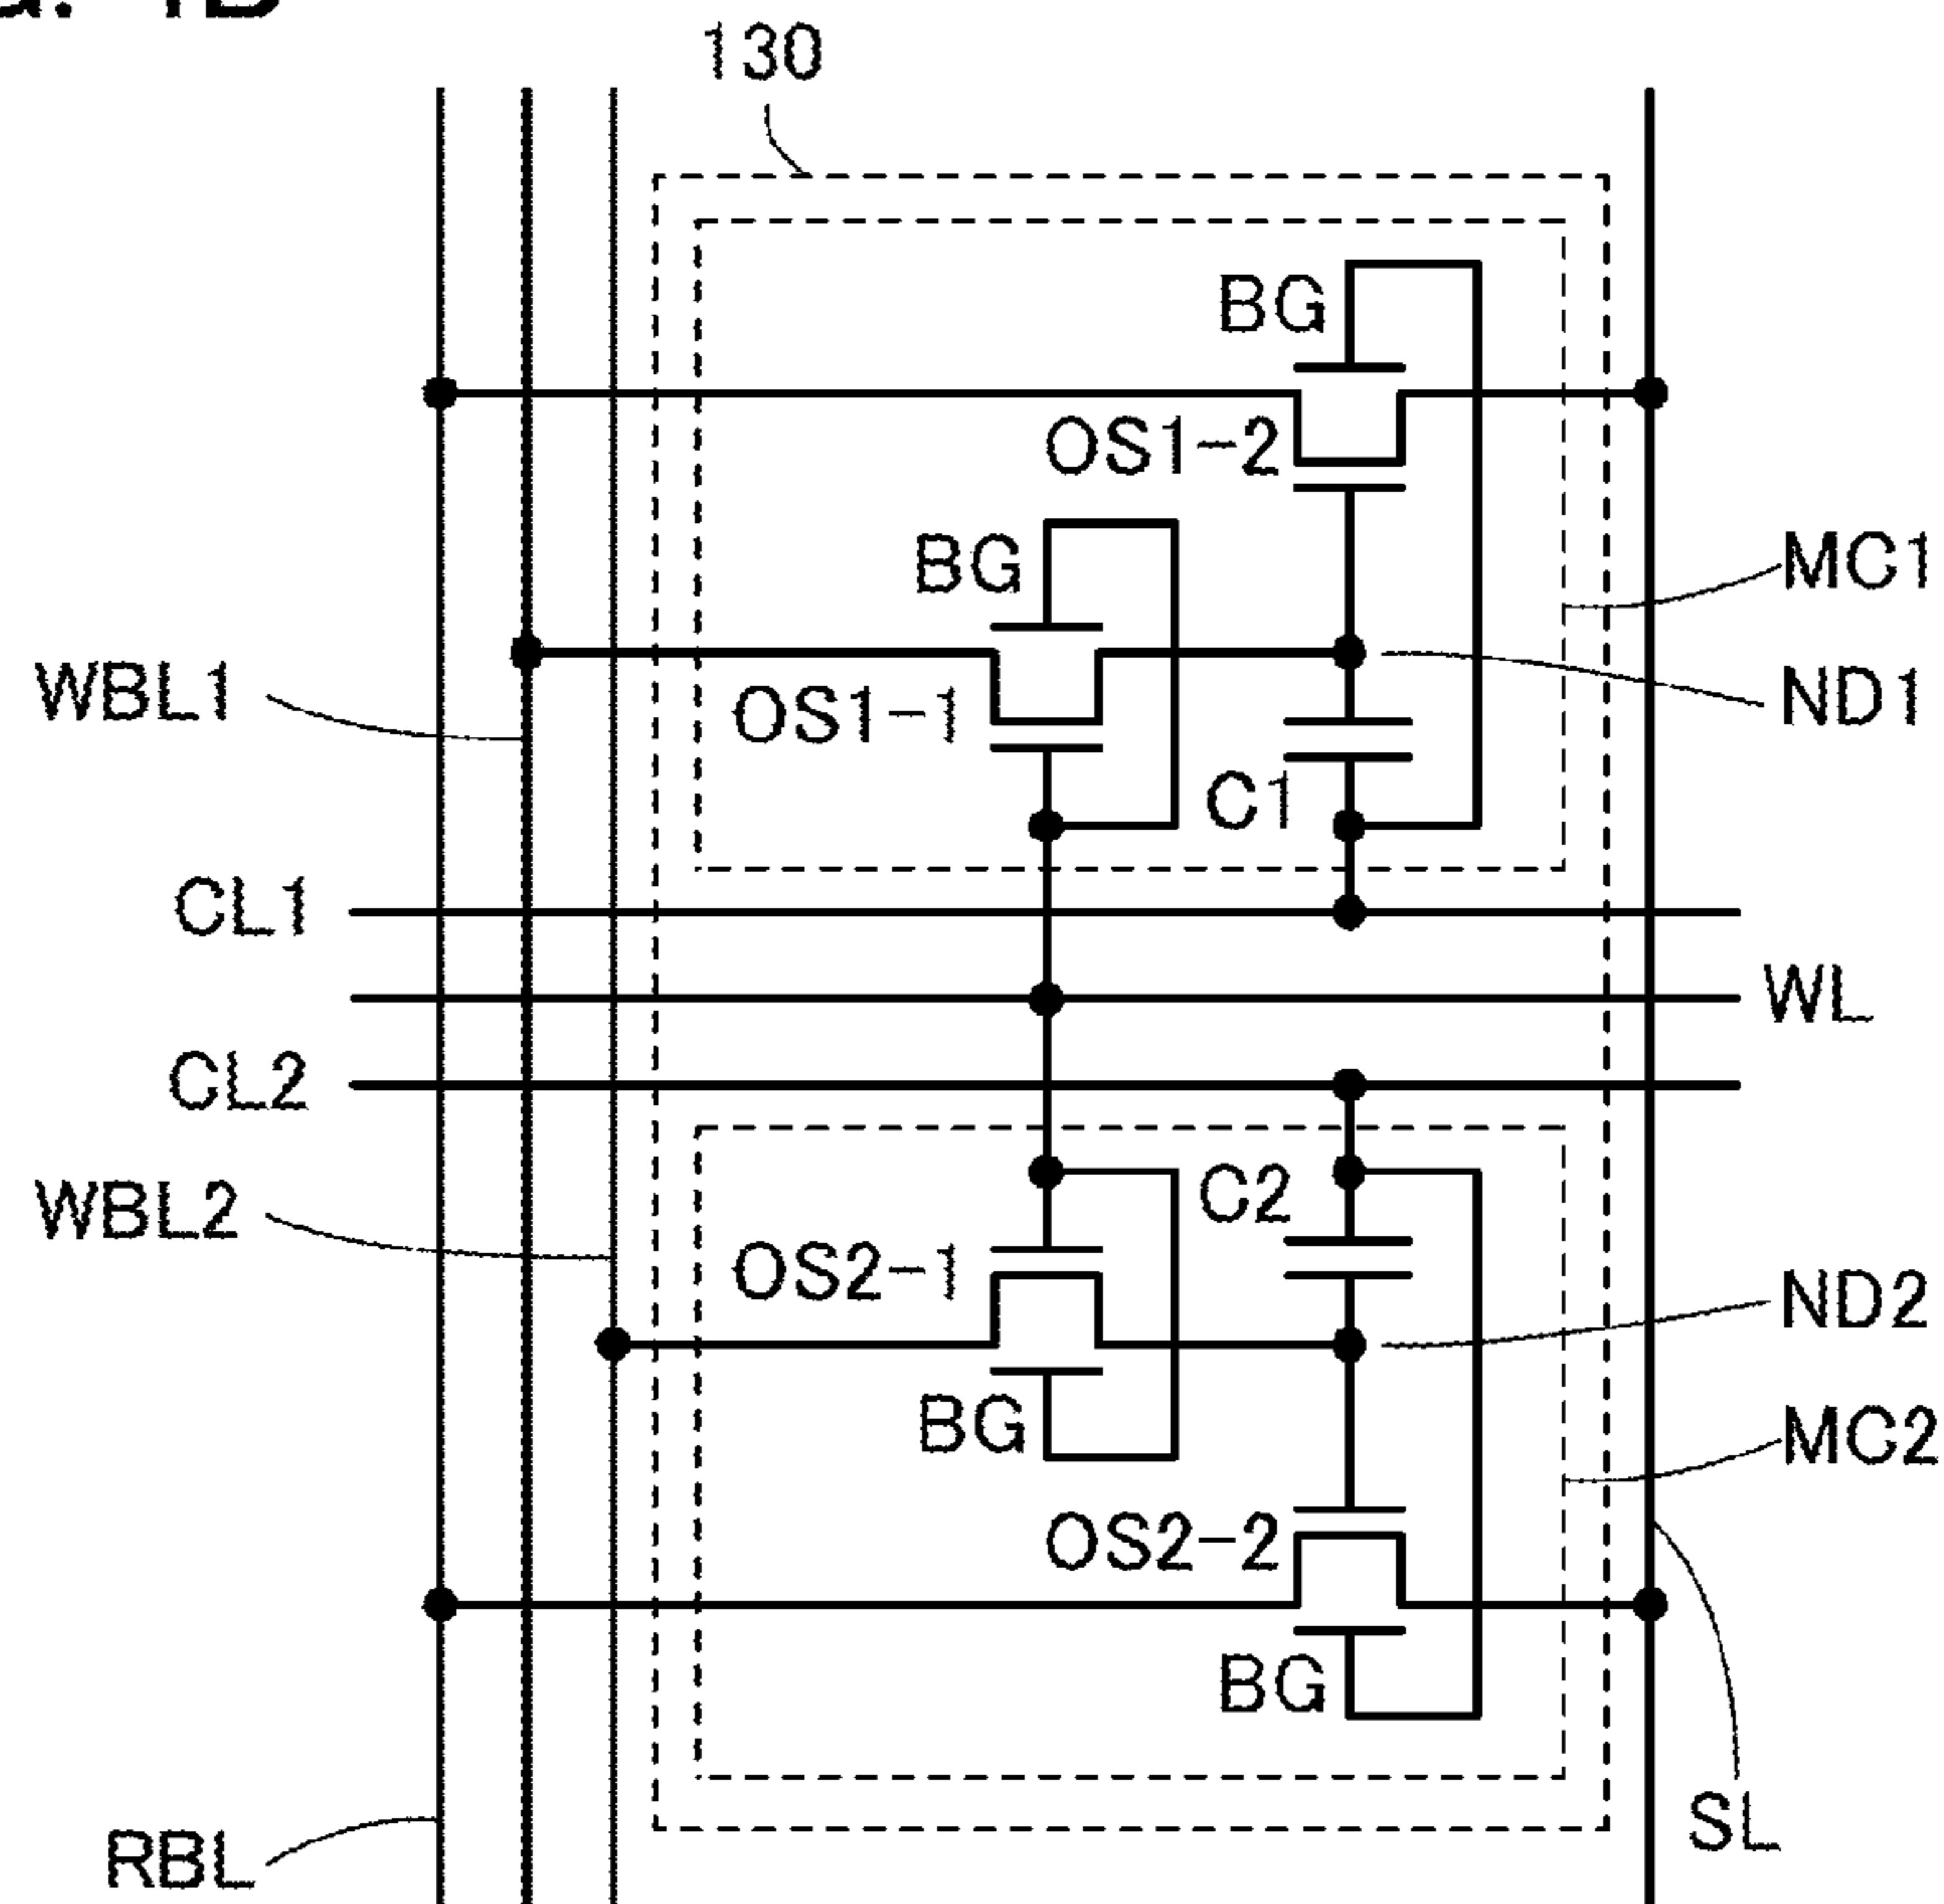 130
BG
OS1-2
BG
MC1
WBL1
OS1-1
ND1
C1
CL1
WL
CL2
WBL2
C2
OS2-1
ND2
BG
MC2
OS2-2
BG
SL
RBL